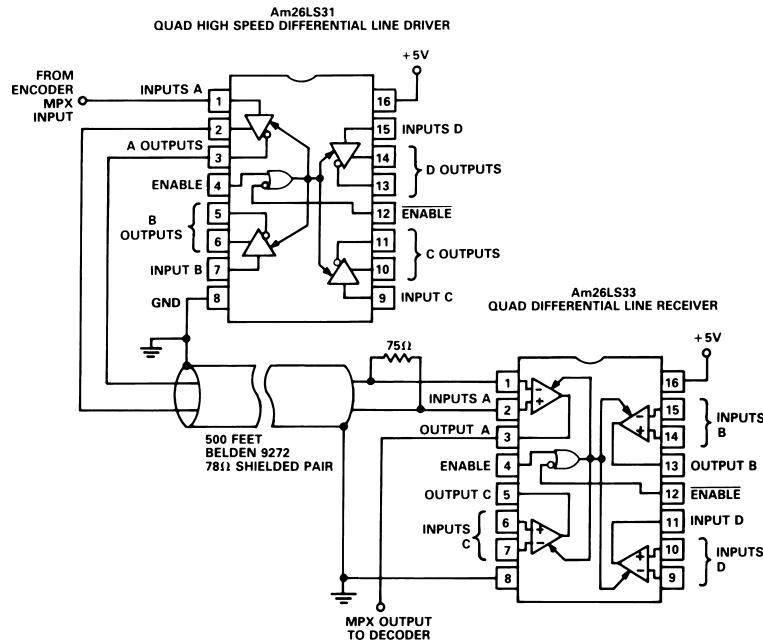 Am26LS31
QUAD HIGH SPEED DIFFERENTIAL LINE DRIVER
+5V
FROM
ENCODER
MPX
INPUT
INPUTS A
1
2
A OUTPUTS
3
ENABLE
4
B
OUTPUTS
5
6
INPUT B
7
GND
8
16
15
INPUTS D
14
D OUTPUTS
13
12
ENABLE
11
C OUTPUTS
10
9
INPUT C
Am26LS33
QUAD DIFFERENTIAL LINE RECEIVER
+5V
75Ω
500 FEET
BELDEN 9272
78Ω SHIELDED PAIR
1
INPUTS A
2
OUTPUT A
3
ENABLE
4
OUTPUT C
5
INPUTS
C
6
7
8
16
15
INPUTS
B
14
13
OUTPUT B
12
ENABLE
11
INPUT D
10
INPUTS
D
9
-
+
-
+
+
-
+
-
MPX OUTPUT
TO DECODER